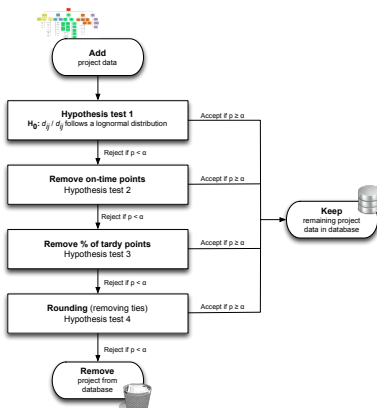 Add
project data
Hypothesis test 1
H0: dij / dij follows a lognormal distribution
Accept if p ≥ α
Reject if p < α
Remove on-time points
Hypothesis test 2
Accept if p ≥ α
Reject if p < α
Keep
remaining project
data in database
Remove % of tardy points
Hypothesis test 3
Accept if p ≥ α
Reject if p < α
Rounding (removing ties)
Hypothesis test 4
Accept if p ≥ α
Reject if p < α
Remove
project from
database